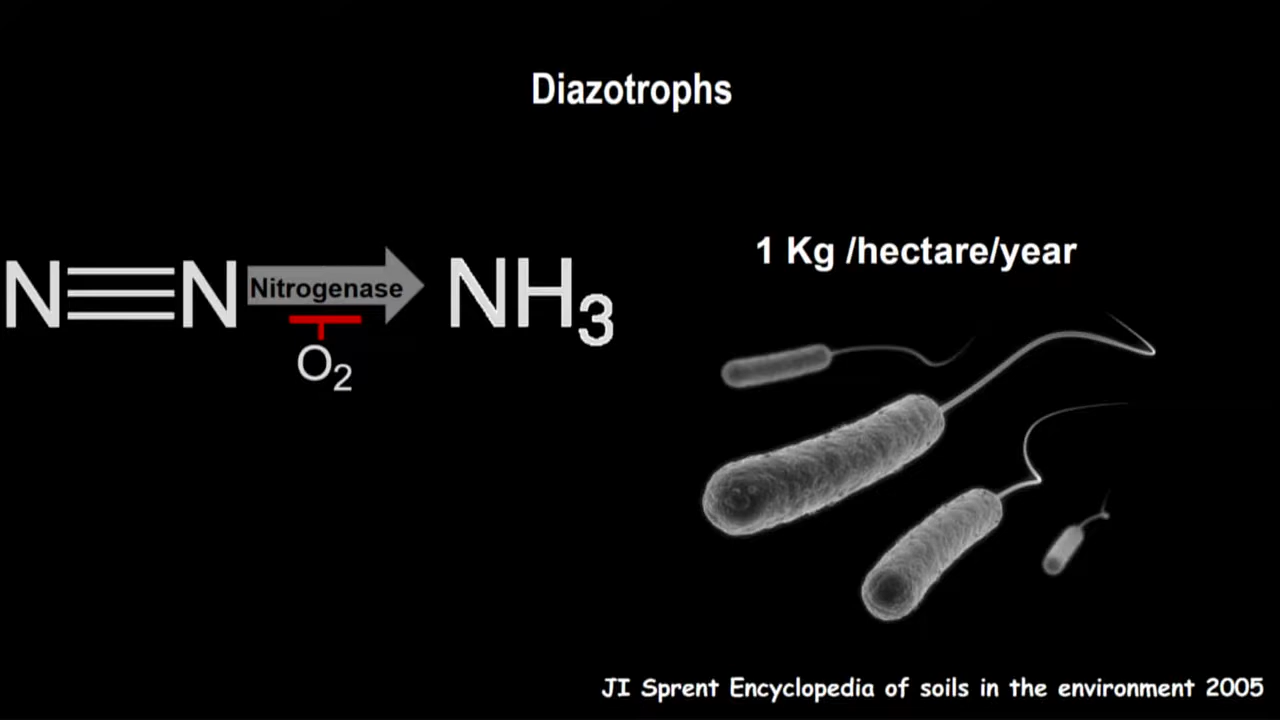 Diazotrophs
1 Kg /hectare/year
N≡N Nitrogenase NH₃
O₂
JI Sprent Encyclopedia of soils in the environment 2005